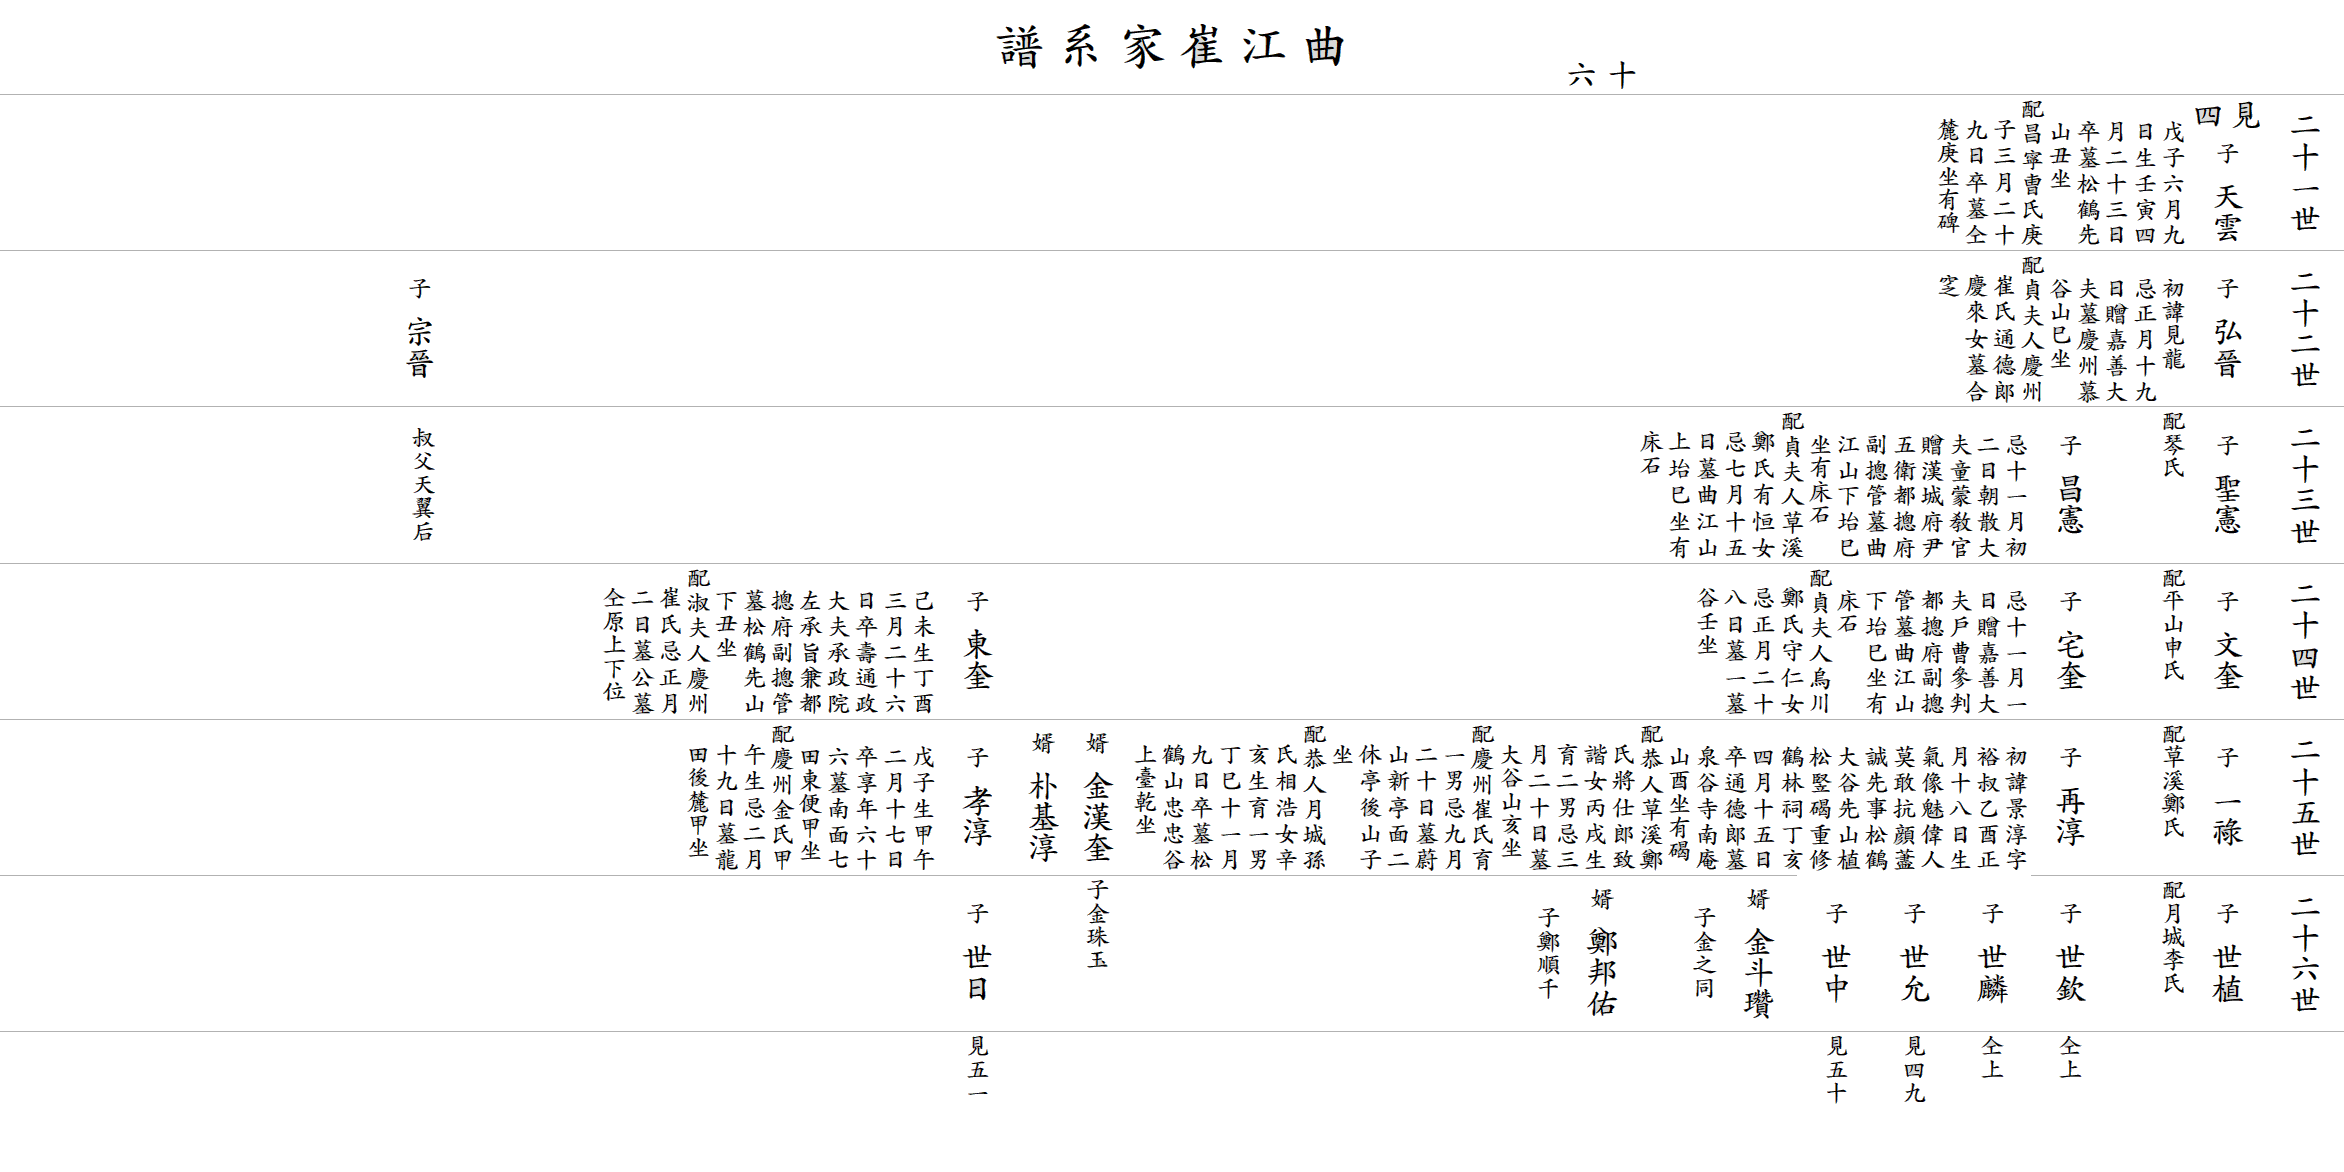 曲江崔家系譜
十六
二十一世
見四
子 天雲
戊子六月九
日生壬寅四
月二十三日
卒墓松鶴先
山丑坐
配昌寧曺氏庚
子三月二十
九日卒墓仝
麓庚坐有碑
二十二世
子 弘晉
初諱見龍
忌正月十九
日贈嘉善大
夫墓慶州慕
谷山巳坐
配貞夫人慶州
崔氏通德郎
慶來女墓合
窆
子 宗晉
二十三世
子 聖憲
配琴氏
子 昌憲
忌十一月初
二日朝散大
夫童蒙敎官
贈漢城府尹
五衛都摠府
副摠管墓曲
江山下坮巳
坐有床石
配貞夫人草溪
鄭氏有恒女
忌七月十五
日墓曲江山
上坮巳坐有
床石
叔父天翼后
二十四世
子 文奎
配平山申氏
子 宅奎
忌十一月一
日贈嘉善大
夫戶曹參判
都摠府副摠
管墓曲江山
下坮巳坐有
床石
配貞夫人烏川
鄭氏守仁女
忌正月二十
八日墓一墓
谷壬坐
子 東奎
己未生丁酉
三月二十六
日卒壽通政
大夫承政院
左承旨兼都
摠府副摠管
墓松鶴先山
下丑坐
配淑夫人慶州
崔氏忌正月
二日墓公墓
仝原上下位
二十五世
子 一祿
配草溪鄭氏
子 再淳
初諱景淳字
裕叔乙酉正
月十八日生
氣像魅偉人
莫敢抗顔蓋
誠先事松鶴
大谷先山植
松竪碣重修
鶴林祠丁亥
四月十五日
卒通德郎墓
泉谷寺南庵
山酉坐有碣
配恭人草溪鄭
氏將仕郎致
諧女丙戌生
育二男忌三
月二十日墓
大谷山亥坐
配慶州崔氏育
一男忌九月
二十日墓蔚
山新亭面二
休亭後山子
坐
配恭人月城孫
氏相浩女辛
亥生育一男
丁巳十一月
九日卒墓松
鶴山忠忠谷
上臺乾坐
婿 金漢奎
婿 朴基淳
子 孝淳
戊子生甲午
二月十七日
卒享年六十
六墓南面七
田東便甲坐
配慶州金氏甲
午生忌二月
十九日墓龍
田後麓甲坐
二十六世
子 世植
配月城李氏
子 世欽
子 世麟
子 世允
子 世中
婿 金斗瓚
子金之同
婿 鄭邦佑
子鄭順千
子金珠玉
子 世日
仝上
仝上
見四九
見五十
見五一